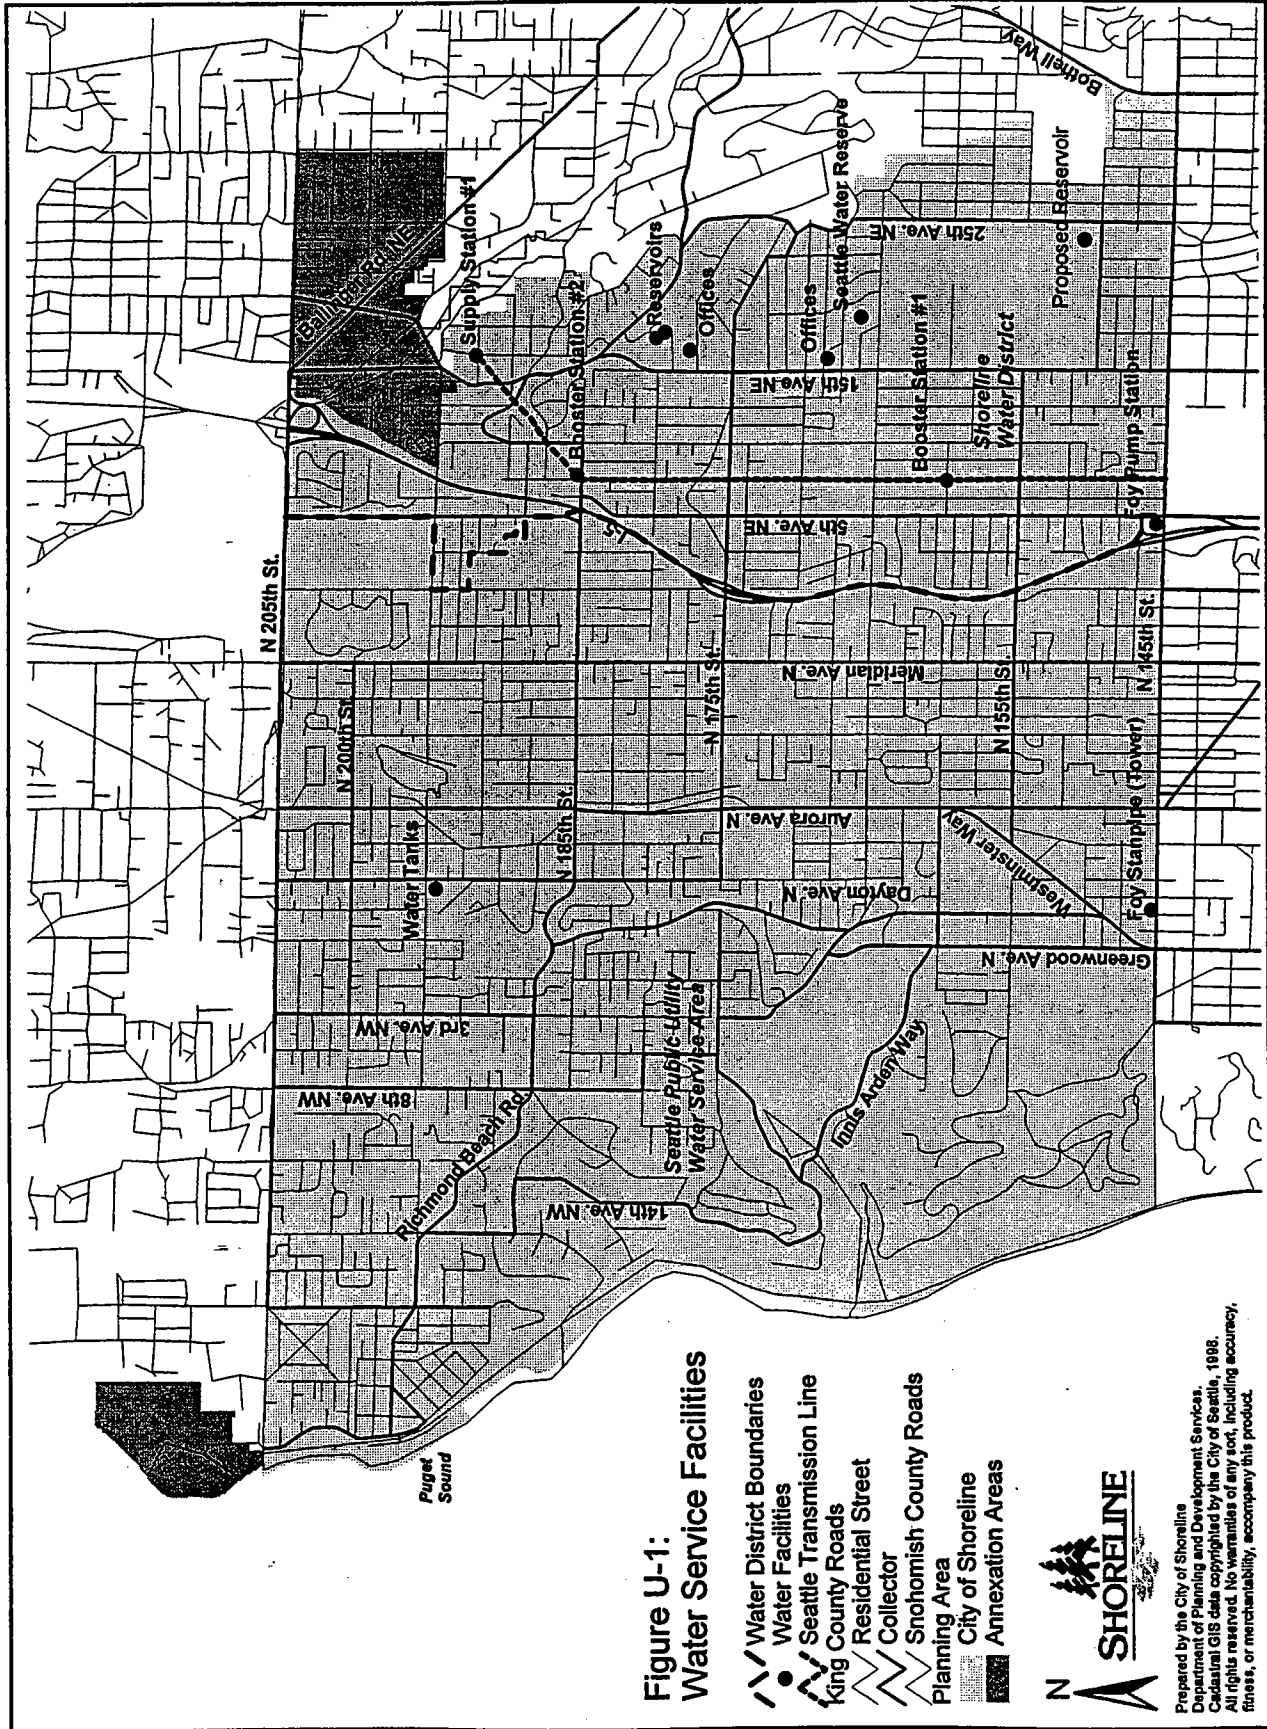 Figure U-1:
Water Service Facilities
Water District Boundaries
Water Facilities
Seattle Transmission Line
King County Roads
Residential Street
Collector
Snohomish County Roads
Planning Area
City of Shoreline
Annexation Areas
N
SHORELINE
Prepared by the City of Shoreline
Department of Planning and Development Services.
Cadastral GIS data copyrighted by the City of Seattle, 1998.
All rights reserved. No warranties of any sort, including accuracy,
fitness, or merchantability, accompany this product.
Puget
Sound
N 205th St.
N 200th St.
N 185th St.
N 175th St.
N 155th St.
N 145th St.
Richmond Beach Rd.
14th Ave. NW
8th Ave. NW
3rd Ave. NW
Innis Arden Way
Seattle Public Utility
Water Service Area
Greenwood Ave. N
Westminster Way
Dayton Ave. N
Aurora Ave. N
Meridian Ave. N
Water Tanks
Foy Stanpipe (Tower)
Foy Pump Station
I-5
5th Ave. NE
15th Ave NE
25th Ave. NE
Ballinger Rd. NE
Supply Station #1
Booster Station #2
Reservoirs
Offices
Offices
Seattle Water Reserve
Booster Station #1
Shoreline
Water District
Proposed Reservoir
Bothell Way